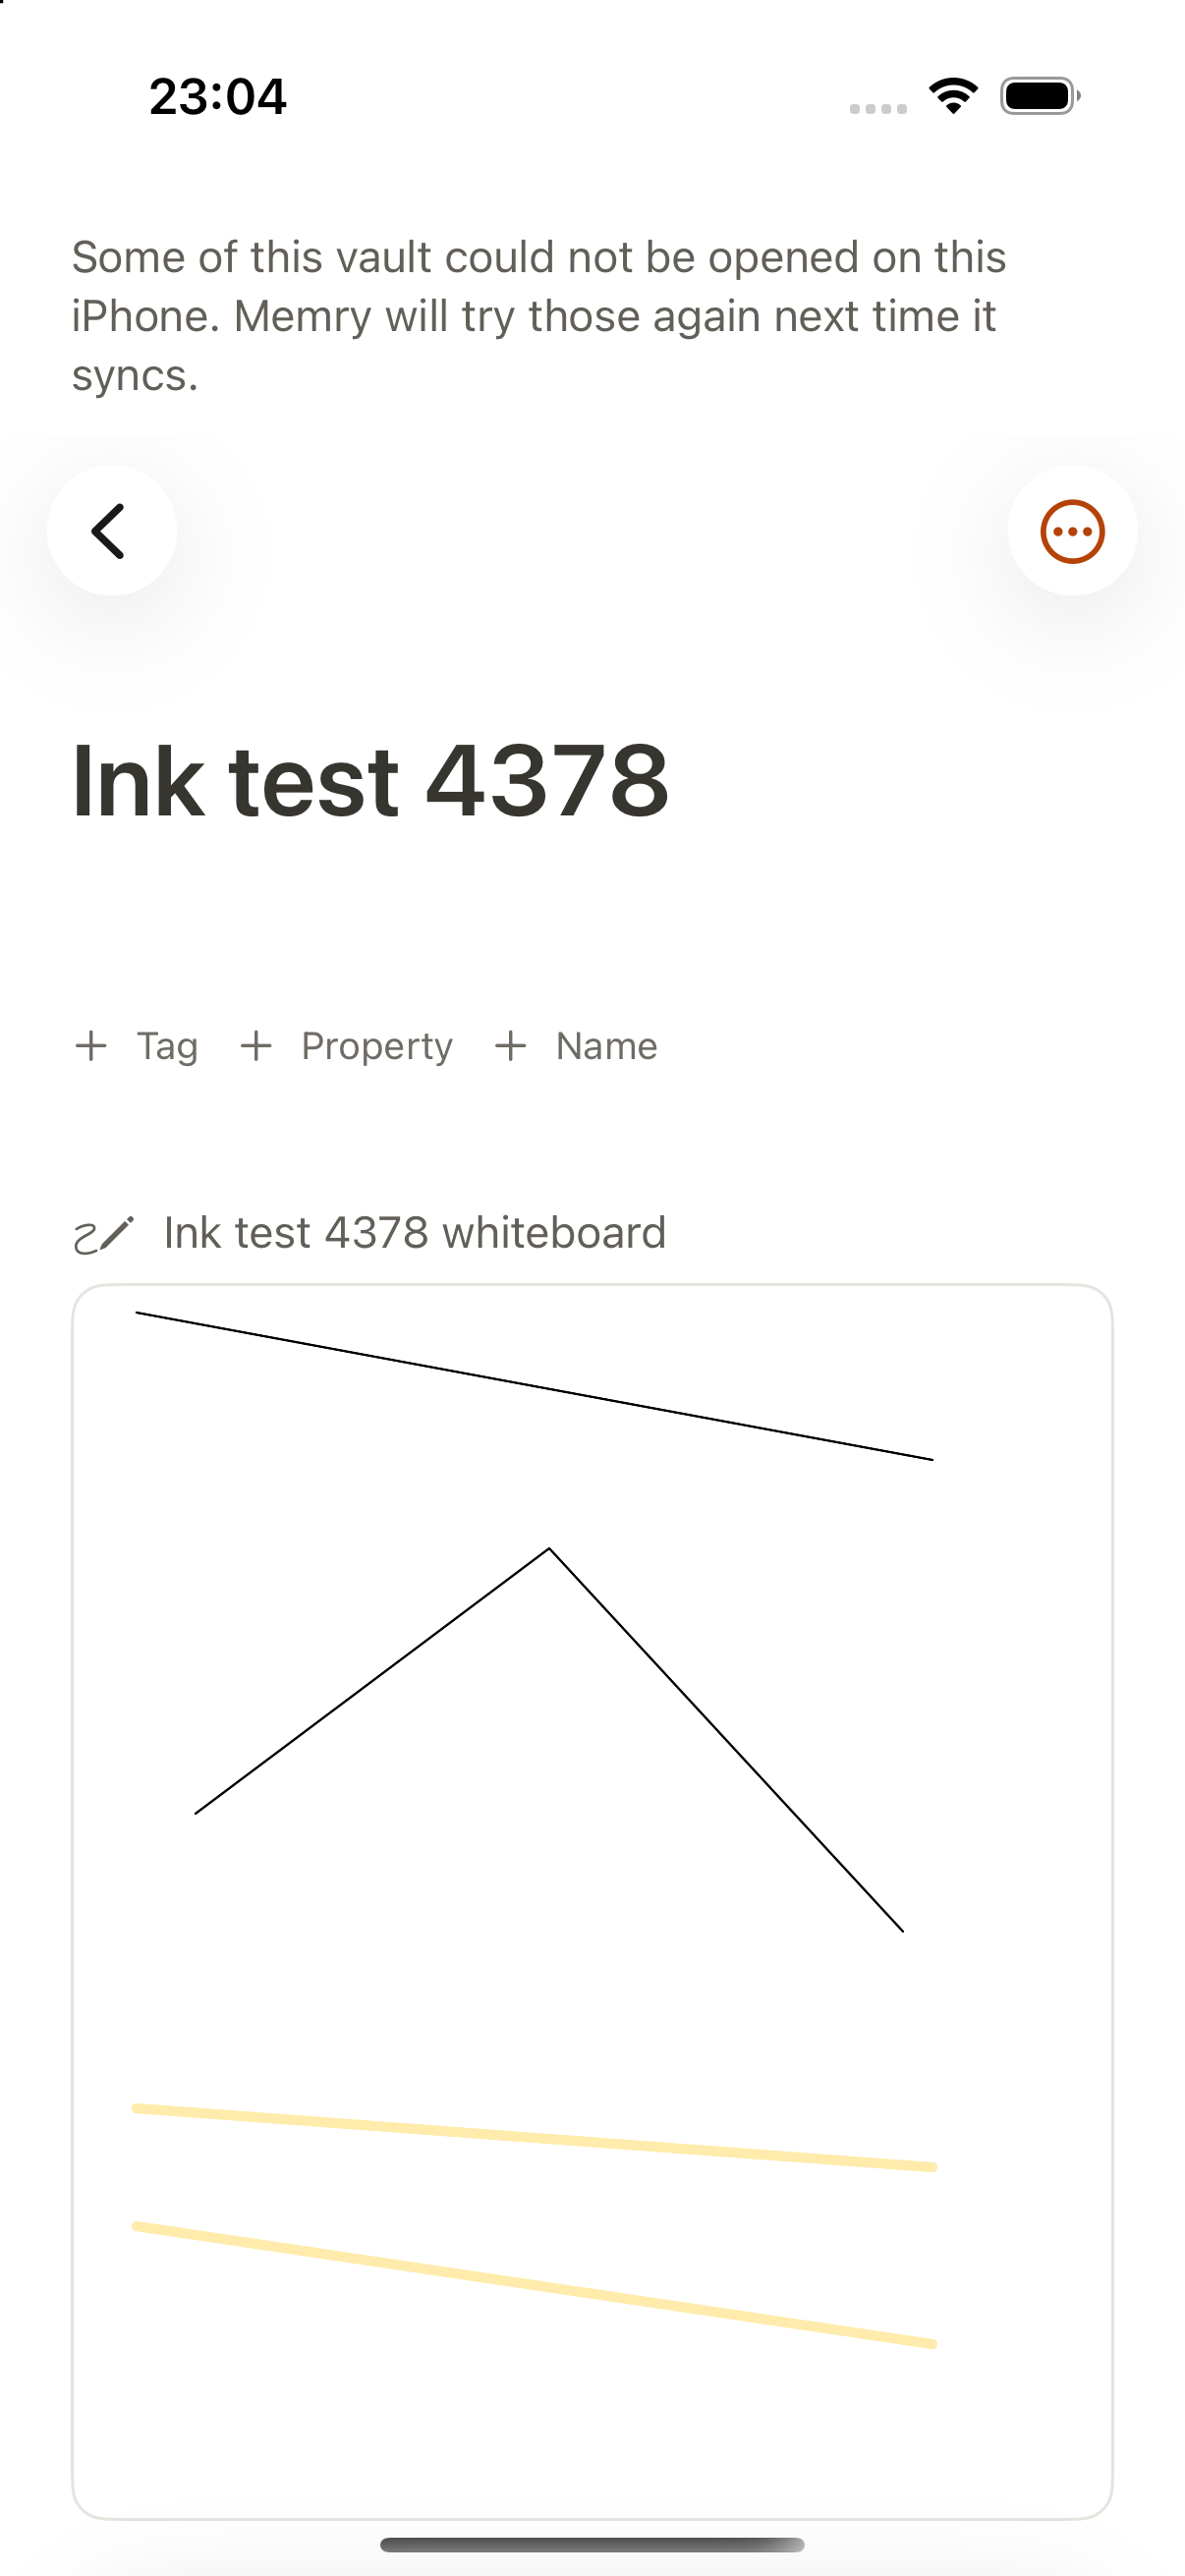 23:04
Some of this vault could not be opened on this
iPhone. Memry will try those again next time it
syncs.
Ink test 4378
+ Tag + Property + Name
Ink test 4378 whiteboard